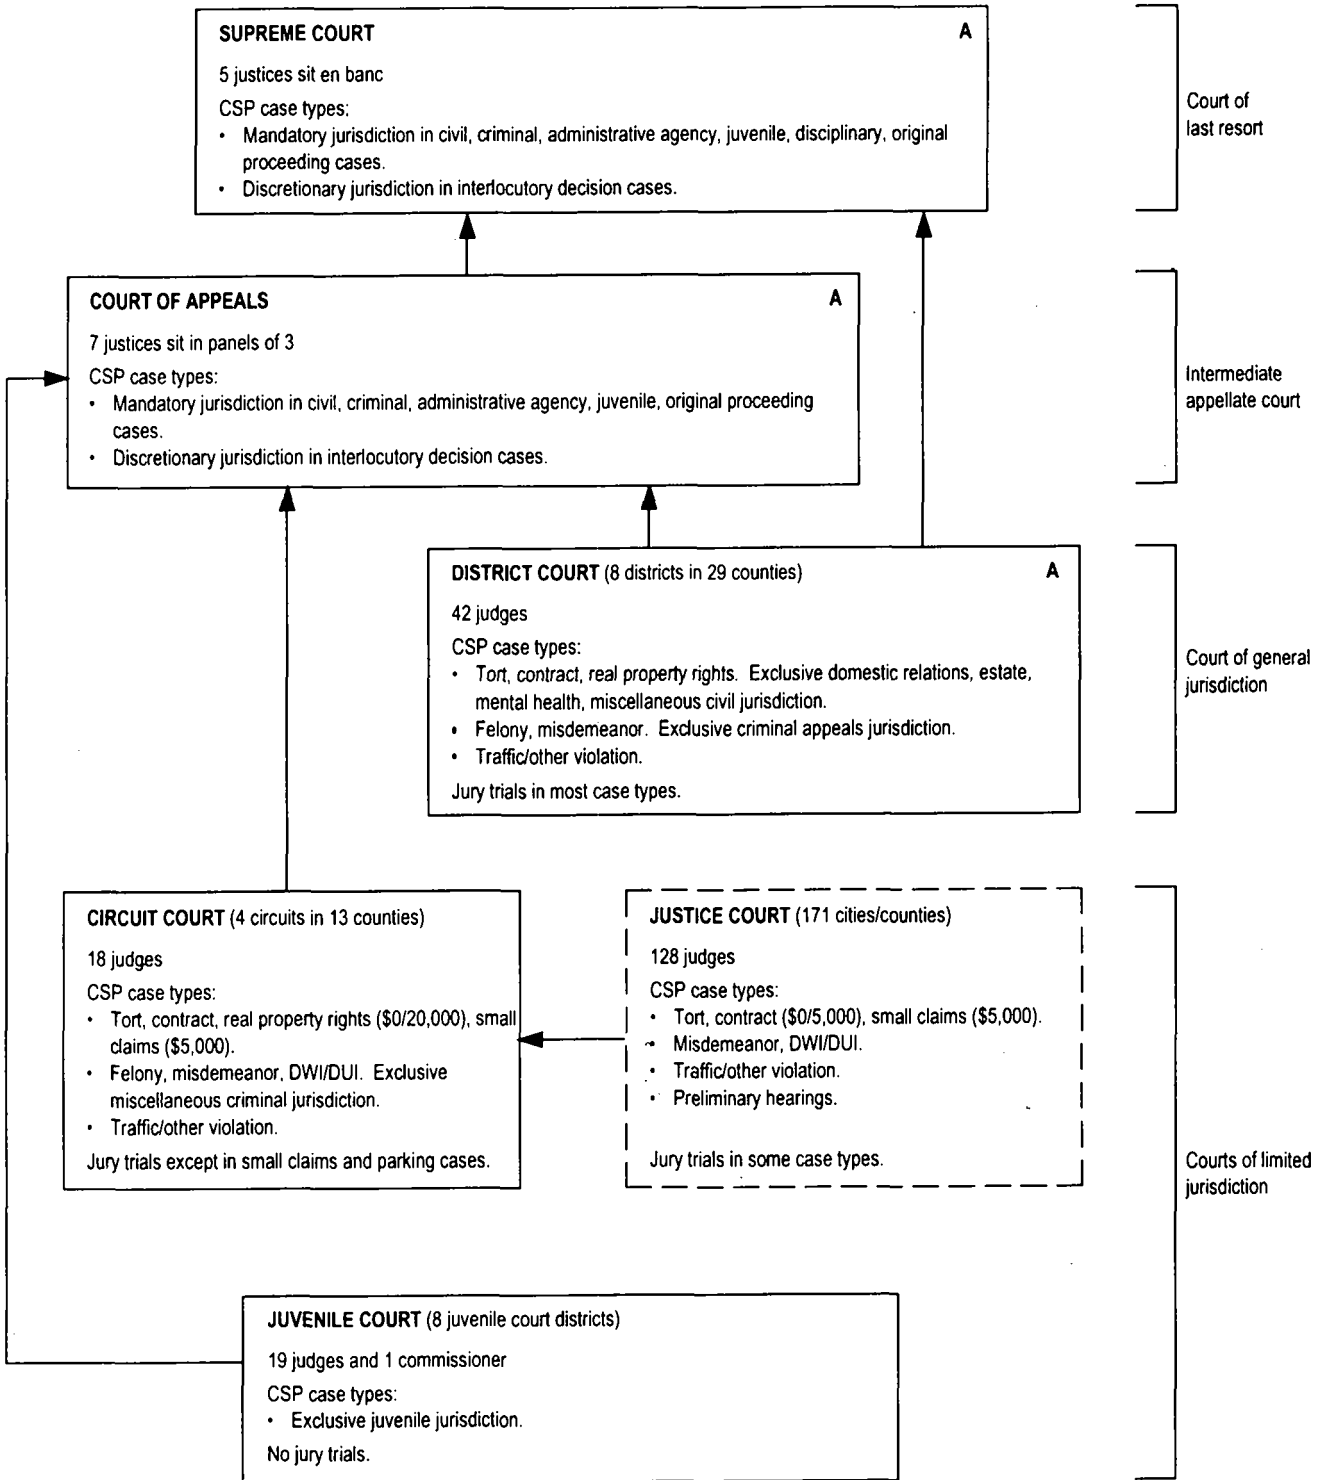 SUPREME COURT A
5 justices sit en banc
CSP case types:
• Mandatory jurisdiction in civil, criminal, administrative agency, juvenile, disciplinary, original
proceeding cases.
• Discretionary jurisdiction in interlocutory decision cases.
Court of
last resort
COURT OF APPEALS A
7 justices sit in panels of 3
CSP case types:
• Mandatory jurisdiction in civil, criminal, administrative agency, juvenile, original proceeding
cases.
• Discretionary jurisdiction in interlocutory decision cases.
Intermediate
appellate court
DISTRICT COURT (8 districts in 29 counties) A
42 judges
CSP case types:
• Tort, contract, real property rights. Exclusive domestic relations, estate,
mental health, miscellaneous civil jurisdiction.
• Felony, misdemeanor. Exclusive criminal appeals jurisdiction.
• Traffic/other violation.
Jury trials in most case types.
Court of general
jurisdiction
CIRCUIT COURT (4 circuits in 13 counties)
18 judges
CSP case types:
• Tort, contract, real property rights ($0/20,000), small
claims ($5,000).
• Felony, misdemeanor, DWI/DUI. Exclusive
miscellaneous criminal jurisdiction.
• Traffic/other violation.
Jury trials except in small claims and parking cases.
JUSTICE COURT (171 cities/counties)
128 judges
CSP case types:
• Tort, contract ($0/5,000), small claims ($5,000).
• Misdemeanor, DWI/DUI.
• Traffic/other violation.
• Preliminary hearings.
Jury trials in some case types.
Courts of limited
jurisdiction
JUVENILE COURT (8 juvenile court districts)
19 judges and 1 commissioner
CSP case types:
• Exclusive juvenile jurisdiction.
No jury trials.